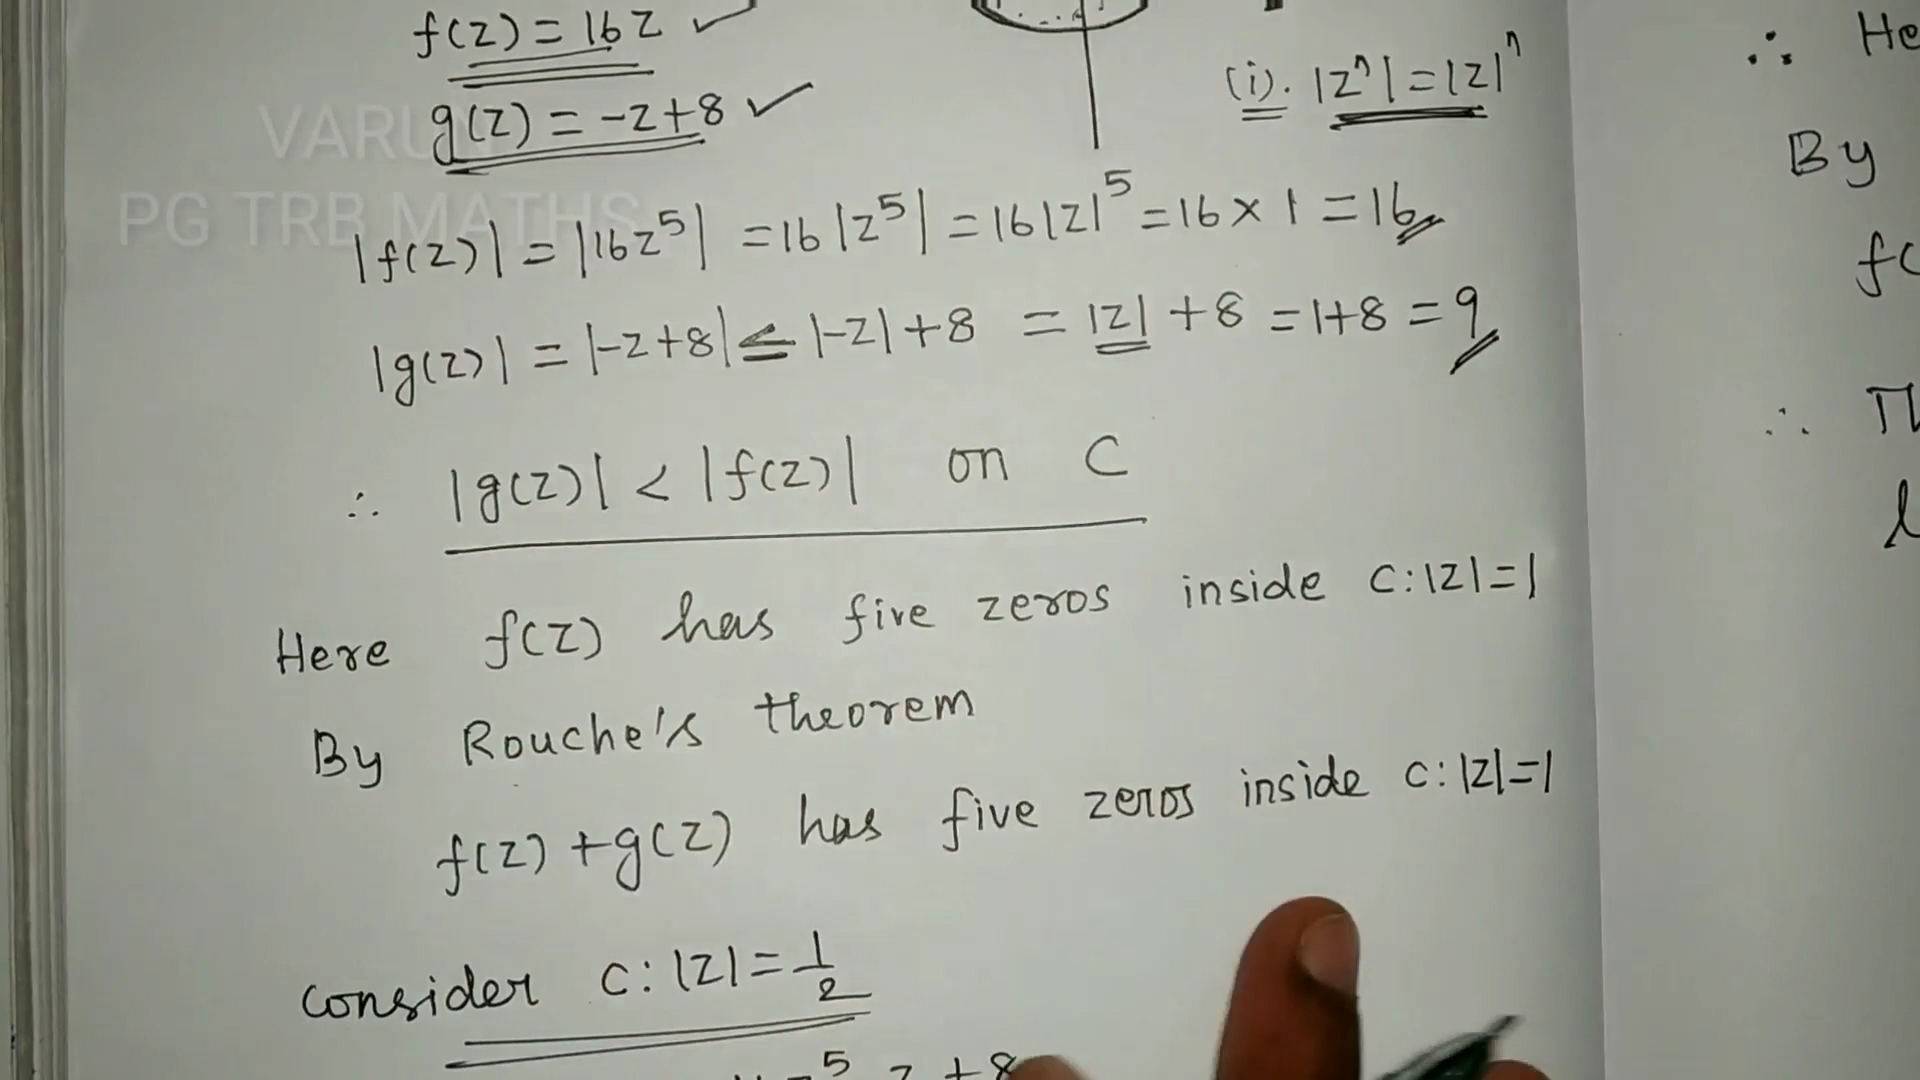 f(z) = 16z
g(z) = -z+8
(i). |zⁿ| = |z|ⁿ
VARUN
PG TRB MATHS
|f(z)| = |16z⁵| = 16|z⁵| = 16|z|⁵ = 16 × 1 = 16
|g(z)| = |-z+8| ≤ |-z|+8 = |z| + 8 = 1+8 = 9
∴ |g(z)| < |f(z)| on C
Here f(z) has five zeros inside C:|z|=1
By Rouche's theorem
f(z)+g(z) has five zeros inside C:|z|=1
Consider C:|z|=1/2
∴ He
By
∴ Th